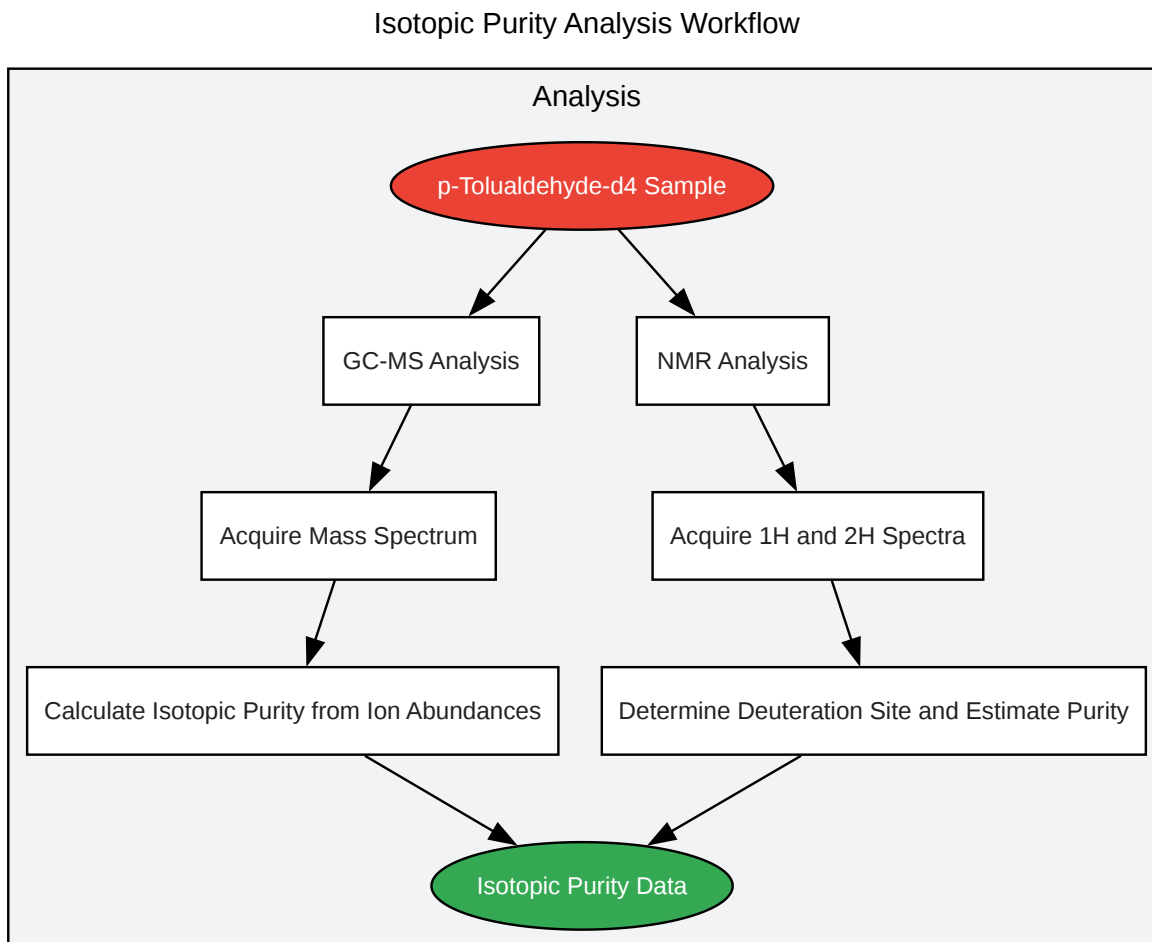 Isotopic Purity Analysis Workflow
Analysis
p-Tolualdehyde-d4 Sample
GC-MS Analysis
NMR Analysis
Acquire Mass Spectrum
Acquire 1H and 2H Spectra
Calculate Isotopic Purity from Ion Abundances
Determine Deuteration Site and Estimate Purity
Isotopic Purity Data